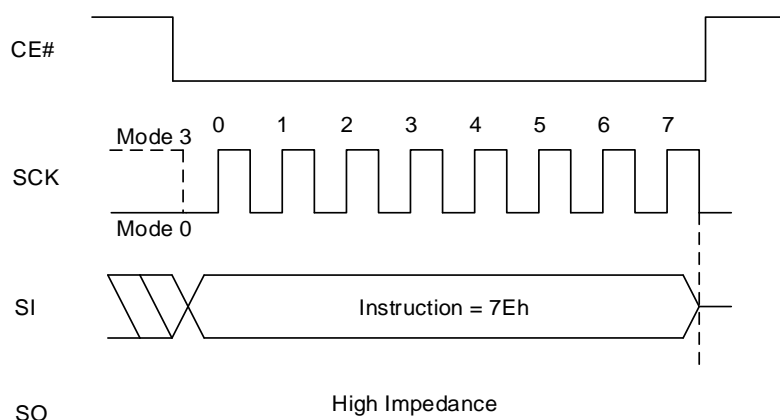 CE#
Mode 3 0 1 2 3 4 5 6 7
SCK
Mode 0
SI Instruction = 7Eh
SO High Impedance